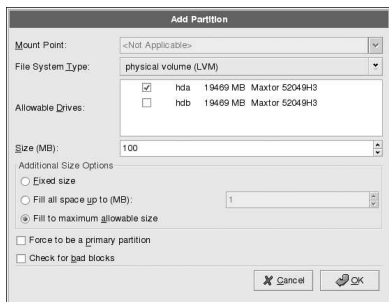 Add Partition
Mount Point: <Not Applicable>
File System Type: physical volume (LVM)
Allowable Drives:
hda 19469 MB Maxtor 52049H3
hdb 19469 MB Maxtor 52049H3
Size (MB): 100
Additional Size Options
Fixed size
Fill all space up to (MB): 1
Fill to maximum allowable size
Force to be a primary partition
Check for bad blocks
Cancel OK